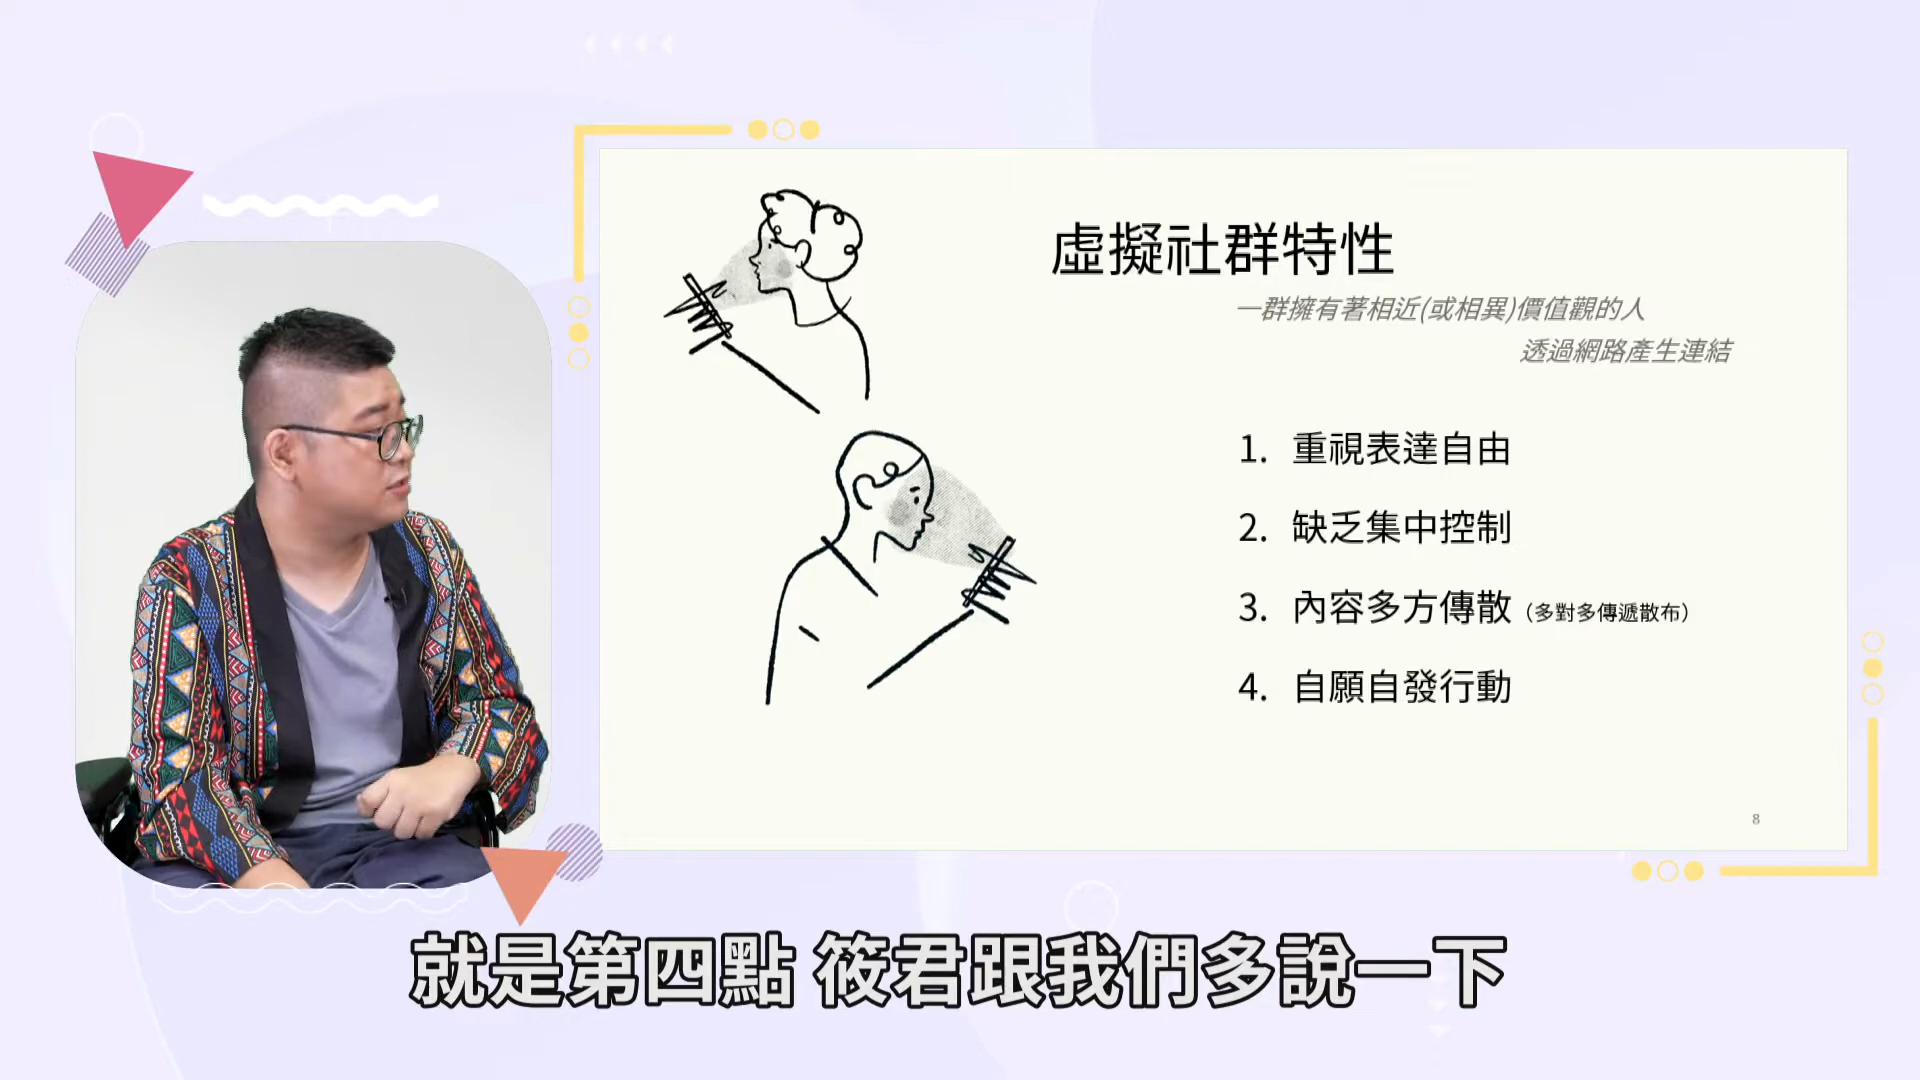 虛擬社群特性
一群擁有著相近(或相異)價值觀的人
透過網路產生連結
1. 重視表達自由
2. 缺乏集中控制
3. 內容多方傳散（多對多傳遞散布）
4. 自願自發行動
8
就是第四點 筱君跟我們多說一下